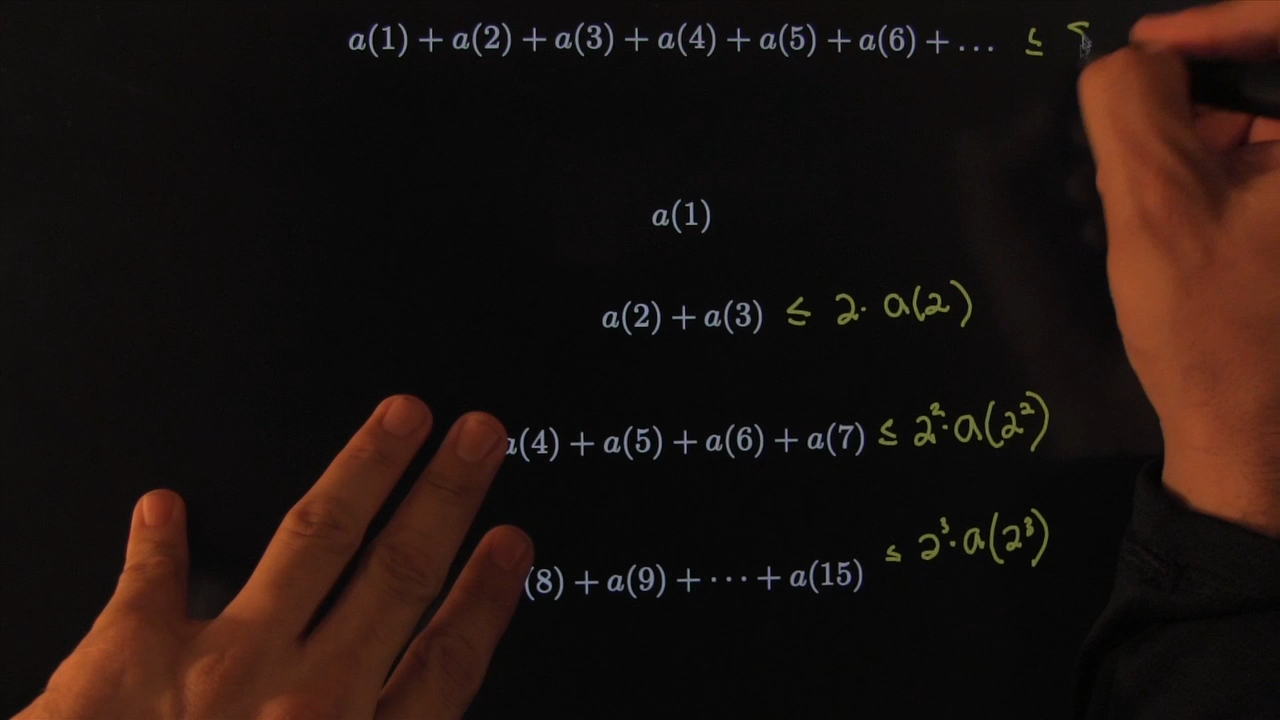 a(1) + a(2) + a(3) + a(4) + a(5) + a(6) + … ≤
a(1)
a(2) + a(3) ≤ 2 · a(2)
a(4) + a(5) + a(6) + a(7) ≤ 2² · a(2²)
(8) + a(9) + ⋯ + a(15) ≤ 2³ · a(2³)